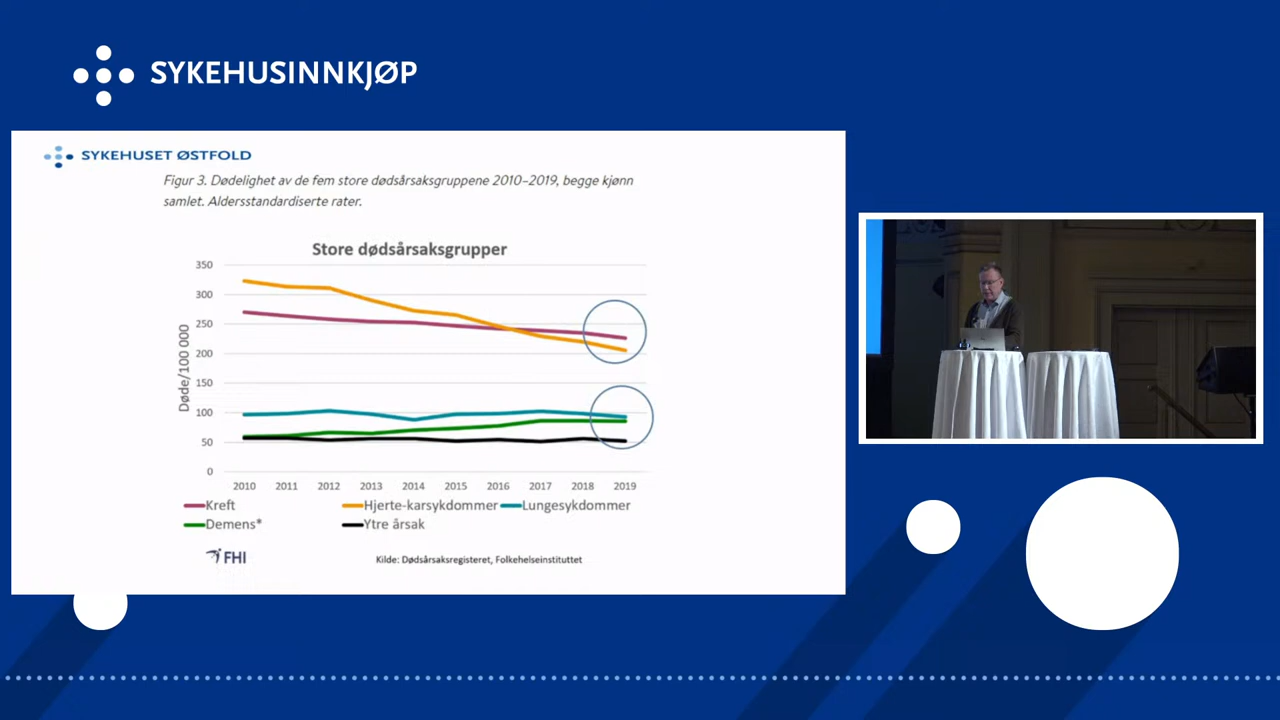 SYKEHUSINNKJØP
SYKEHUSET ØSTFOLD
Figur 3. Dødelighet av de fem store dødsårsaksgruppene 2010–2019, begge kjønn
samlet. Aldersstandardiserte rater.
Store dødsårsaksgrupper
Døde/100 000
350
300
250
200
150
100
50
0
2010 2011 2012 2013 2014 2015 2016 2017 2018 2019
Kreft Hjerte-karsykdommer Lungesykdommer
Demens* Ytre årsak
FHI
Kilde: Dødsårsaksregisteret, Folkehelseinstituttet